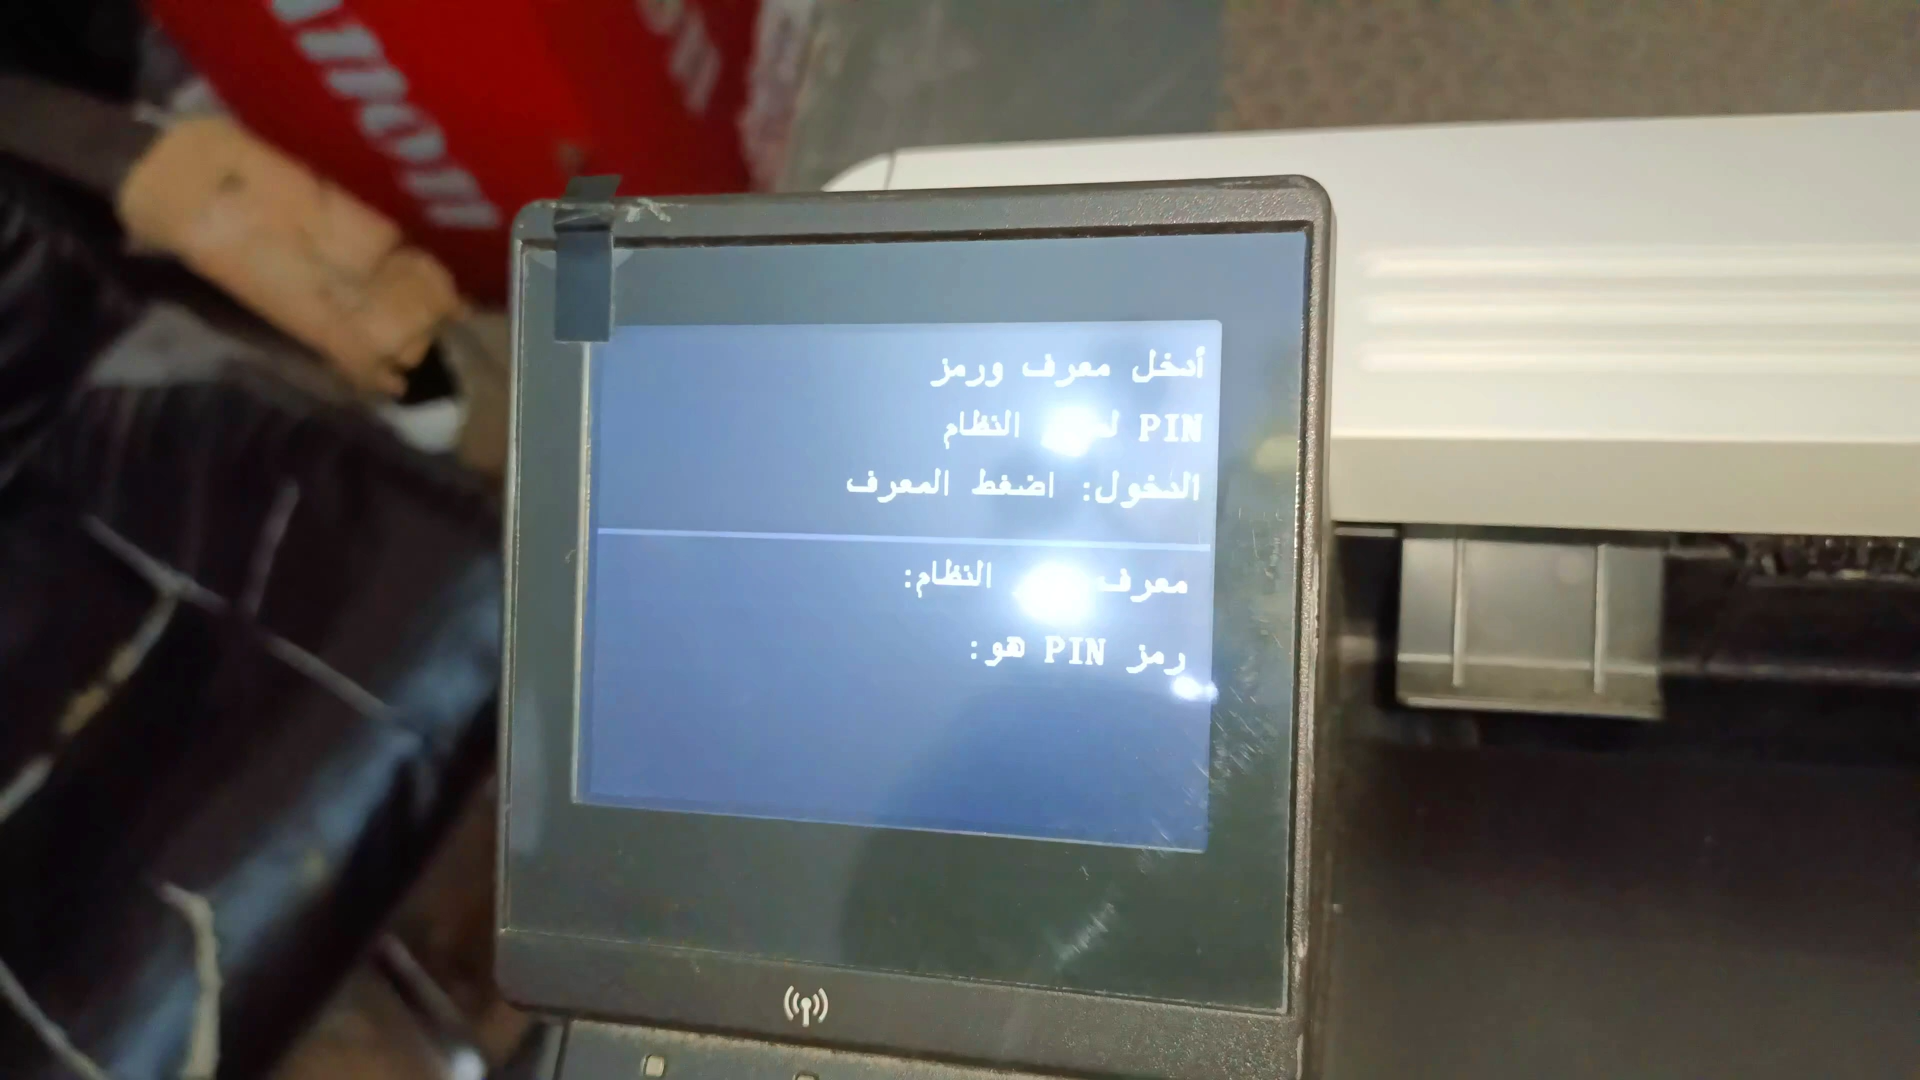 أدخل معرف ورمز
PIN النظام
الدخول: اضغط المعرف
معرف النظام:
رمز PIN هو: